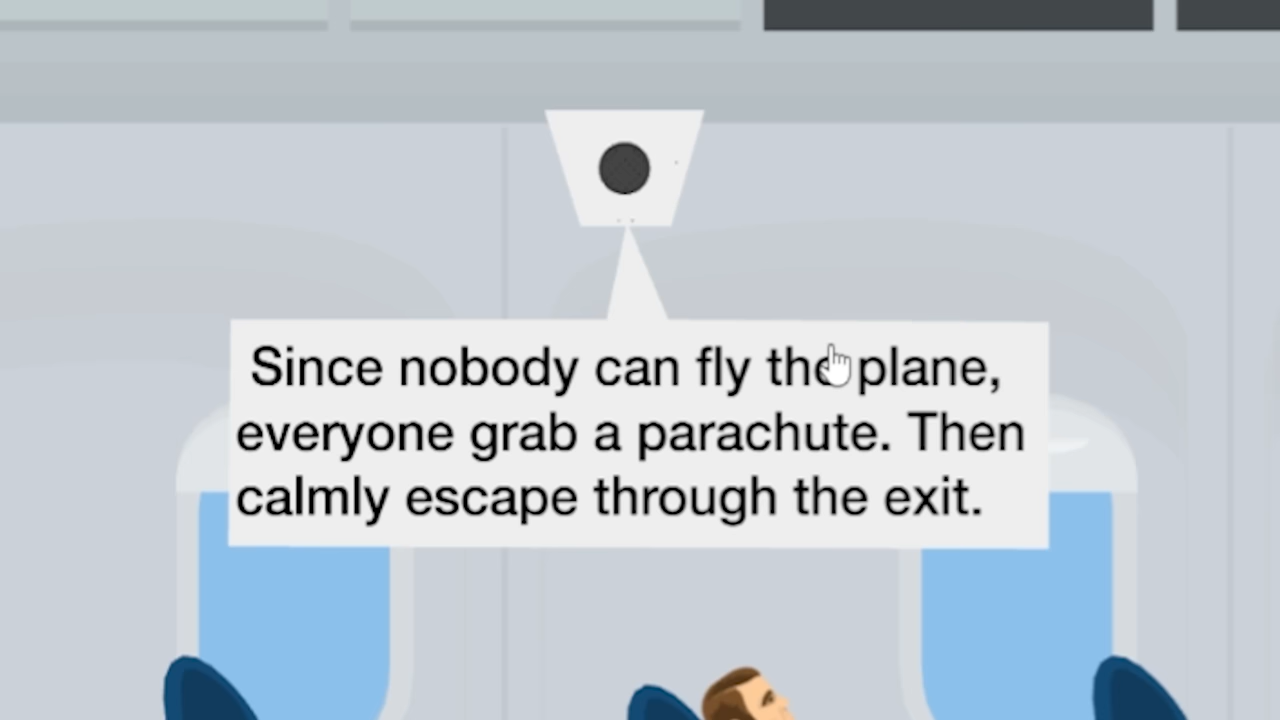 Since nobody can fly the plane,
everyone grab a parachute. Then
calmly escape through the exit.